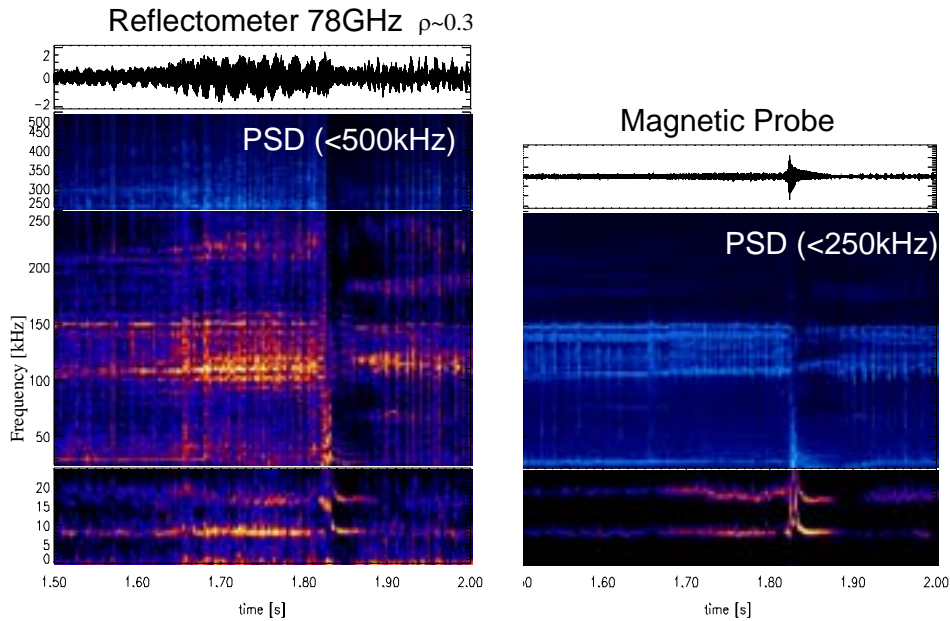 Reflectometer 78GHz ρ~0.3
2
0
−2
PSD (<500kHz)
500
450
400
350
300
250
250
200
150
100
50
Frequency [kHz]
20
15
10
5
0
1.50 1.60 1.70 1.80 1.90 2.00
time [s]
Magnetic Probe
PSD (<250kHz)
50 1.60 1.70 1.80 1.90 2.00
time [s]